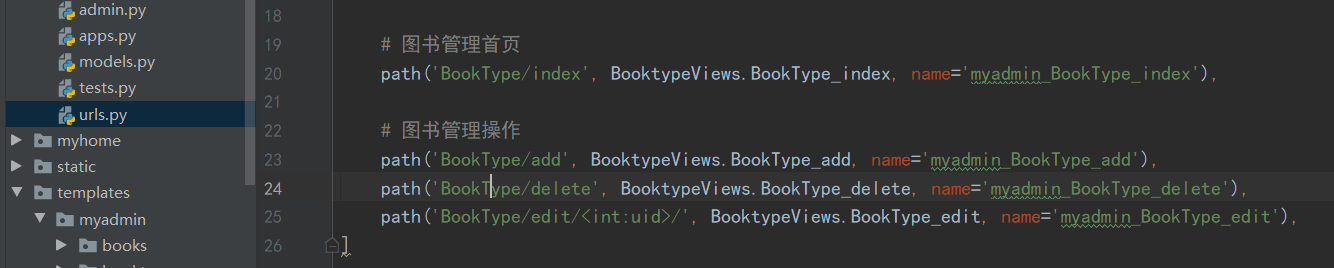 admin.py
apps.py
models.py
tests.py
urls.py
myhome
static
templates
myadmin
books
18
19 # 图书管理首页
20 path('BookType/index', BooktypeViews.BookType_index, name='myadmin_BookType_index'),
21
22 # 图书管理操作
23 path('BookType/add', BooktypeViews.BookType_add, name='myadmin_BookType_add'),
24 path('BookType/delete', BooktypeViews.BookType_delete, name='myadmin_BookType_delete'),
25 path('BookType/edit/<int:uid>/', BooktypeViews.BookType_edit, name='myadmin_BookType_edit'),
26 ]